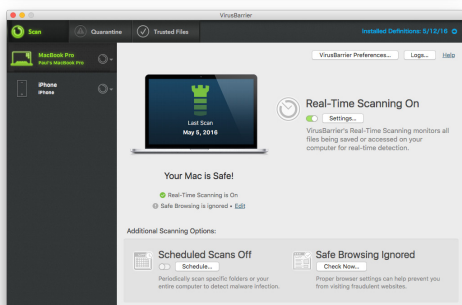 VirusBarrier
Scan
Quarantine
Trusted Files
Installed Definitions: 5/12/16
MacBook Pro
Paul's MacBook Pro
iPhone
iPhone
VirusBarrier Preferences...
Logs...
Help
Last Scan
May 5, 2016
Real-Time Scanning On
Settings...
VirusBarrier's Real-Time Scanning monitors all
files being saved or accessed on your
computer for real-time detection.
Your Mac is Safe!
Real-Time Scanning is On
Safe Browsing is ignored • Edit
Additional Scanning Options:
Scheduled Scans Off
Schedule...
Periodically scan specific folders or your
entire computer to detect malware infection.
Safe Browsing Ignored
Check Now...
Proper browser settings can help prevent you
from visiting fraudulent websites.